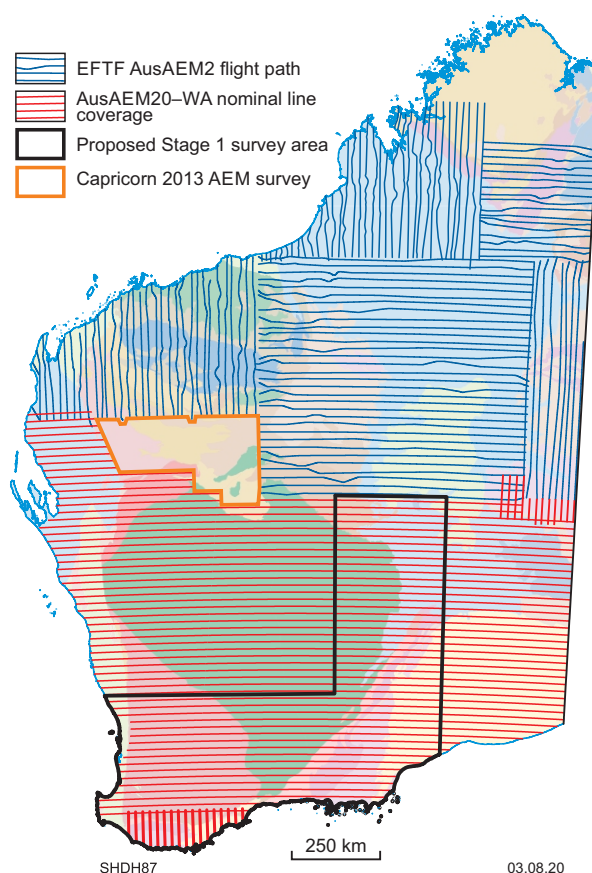 EFTF AusAEM2 flight path
AusAEM20–WA nominal line
coverage
Proposed Stage 1 survey area
Capricorn 2013 AEM survey
250 km
SHDH87
03.08.20